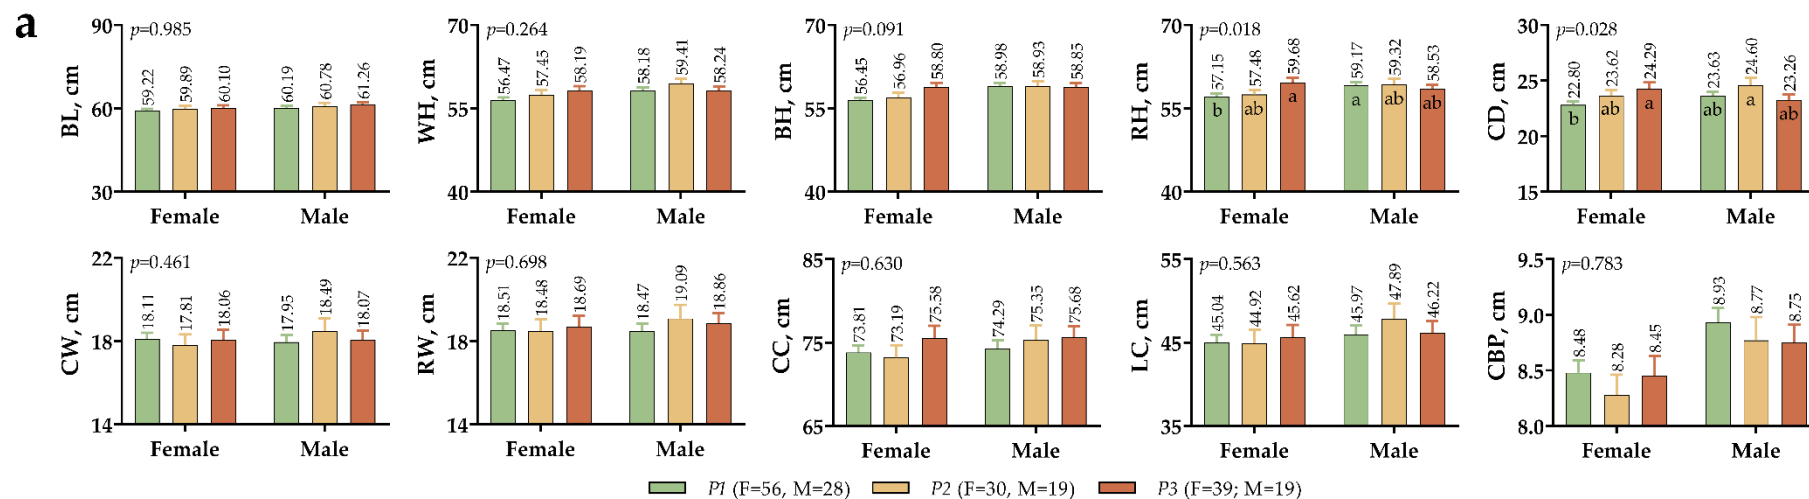 a
p=0.985
BL, cm
90
60
30
59.22
59.89
60.10
60.19
60.78
61.26
Female
Male
p=0.264
WH, cm
70
55
40
56.47
57.45
58.19
58.18
59.41
58.24
Female
Male
p=0.091
BH, cm
70
55
40
56.45
56.96
58.80
58.98
58.93
58.85
Female
Male
p=0.018
RH, cm
70
55
40
57.15
57.48
59.68
59.17
59.32
58.53
b
ab
a
a
ab
ab
Female
Male
p=0.028
CD, cm
30
25
20
15
22.80
23.62
24.29
23.63
24.60
23.26
b
ab
a
ab
a
ab
Female
Male
p=0.461
CW, cm
22
18
14
18.11
17.81
18.06
17.95
18.49
18.07
Female
Male
p=0.698
RW, cm
22
18
14
18.51
18.48
18.69
18.47
19.09
18.86
Female
Male
p=0.630
CC, cm
85
75
65
73.81
73.19
75.58
74.29
75.35
75.68
Female
Male
p=0.563
LC, cm
55
45
35
45.04
44.92
45.62
45.97
47.89
46.22
Female
Male
p=0.783
CBP, cm
9.5
9.0
8.5
8.0
8.48
8.28
8.45
8.93
8.77
8.75
Female
Male
P1 (F=56, M=28) P2 (F=30, M=19) P3 (F=39; M=19)